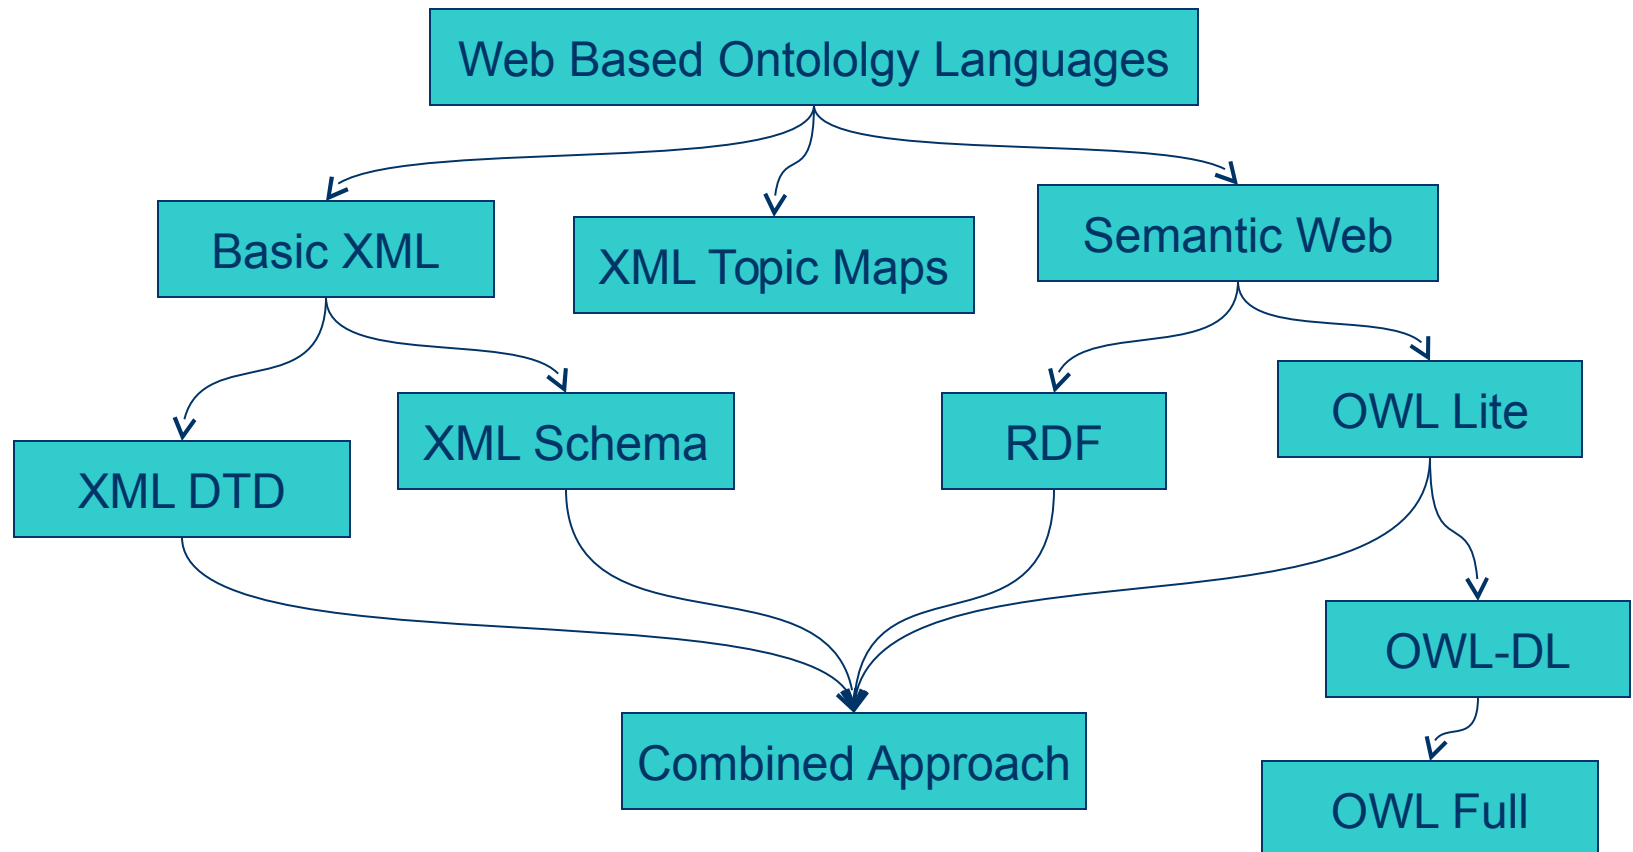 Web Based Ontololgy Languages
Basic XML
XML Topic Maps
Semantic Web
XML DTD
XML Schema
RDF
OWL Lite
OWL-DL
Combined Approach
OWL Full